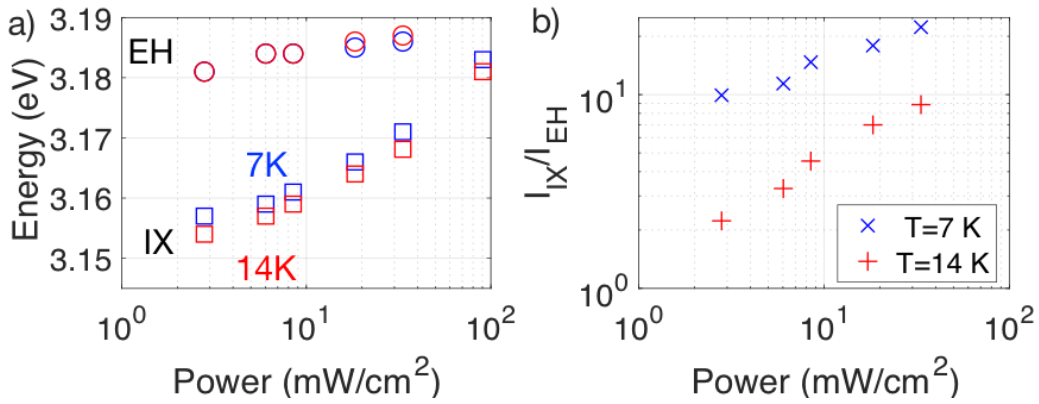 a)
3.19
3.18
3.17
3.16
3.15
Energy (eV)
EH
7K
IX
14K
10^0
10^1
10^2
Power (mW/cm^2)
b)
10^1
10^0
I_IX/I_EH
T=7 K
T=14 K
10^0
10^1
10^2
Power (mW/cm^2)